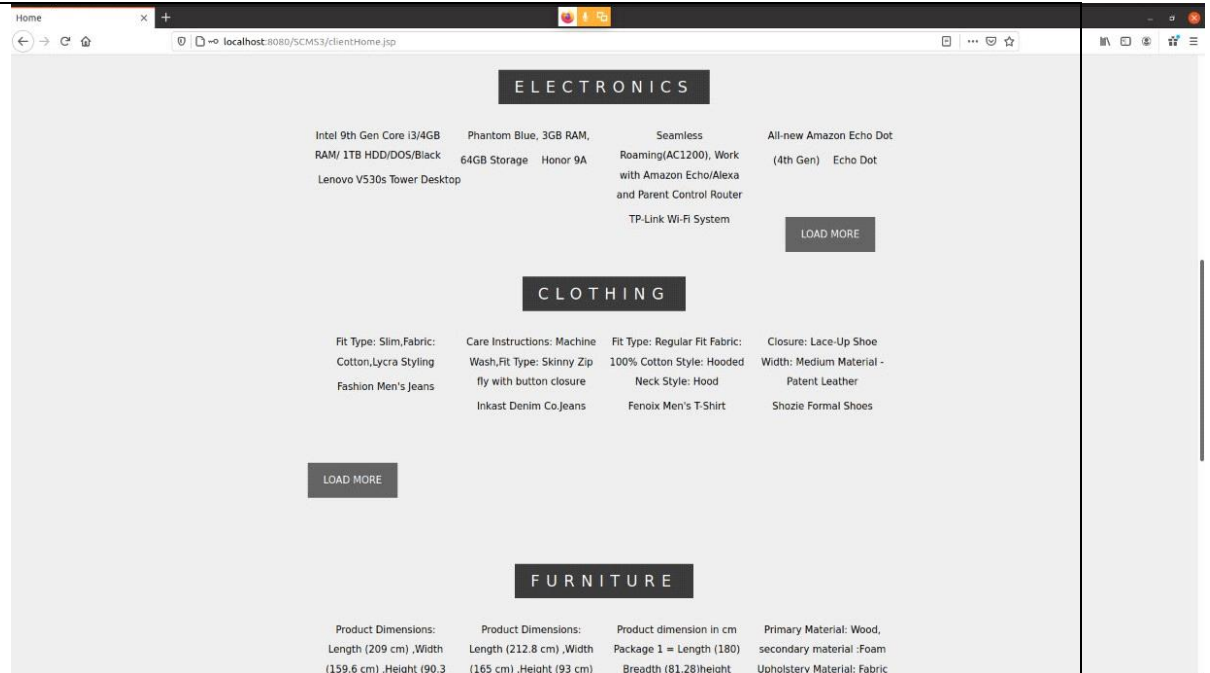 Home
localhost:8080/SCMS3/clientHome.jsp
ELECTRONICS
Intel 9th Gen Core i3/4GB
RAM/ 1TB HDD/DOS/Black
Lenovo V530s Tower Desktop
Phantom Blue, 3GB RAM,
64GB Storage Honor 9A
Seamless
Roaming(AC1200), Work
with Amazon Echo/Alexa
and Parent Control Router
TP-Link Wi-Fi System
All-new Amazon Echo Dot
(4th Gen) Echo Dot
LOAD MORE
CLOTHING
Fit Type: Slim,Fabric:
Cotton,Lycra Styling
Fashion Men's Jeans
Care Instructions: Machine
Wash,Fit Type: Skinny Zip
fly with button closure
Inkast Denim Co.Jeans
Fit Type: Regular Fit Fabric:
100% Cotton Style: Hooded
Neck Style: Hood
Fenoix Men's T-Shirt
Closure: Lace-Up Shoe
Width: Medium Material -
Patent Leather
Shozie Formal Shoes
LOAD MORE
FURNITURE
Product Dimensions:
Length (209 cm) ,Width
(159.6 cm) ,Height (90.3
Product Dimensions:
Length (212.8 cm) ,Width
(165 cm) ,Height (93 cm)
Product dimension in cm
Package 1 = Length (180)
Breadth (81.28)height
Primary Material: Wood,
secondary material :Foam
Upholstery Material: Fabric